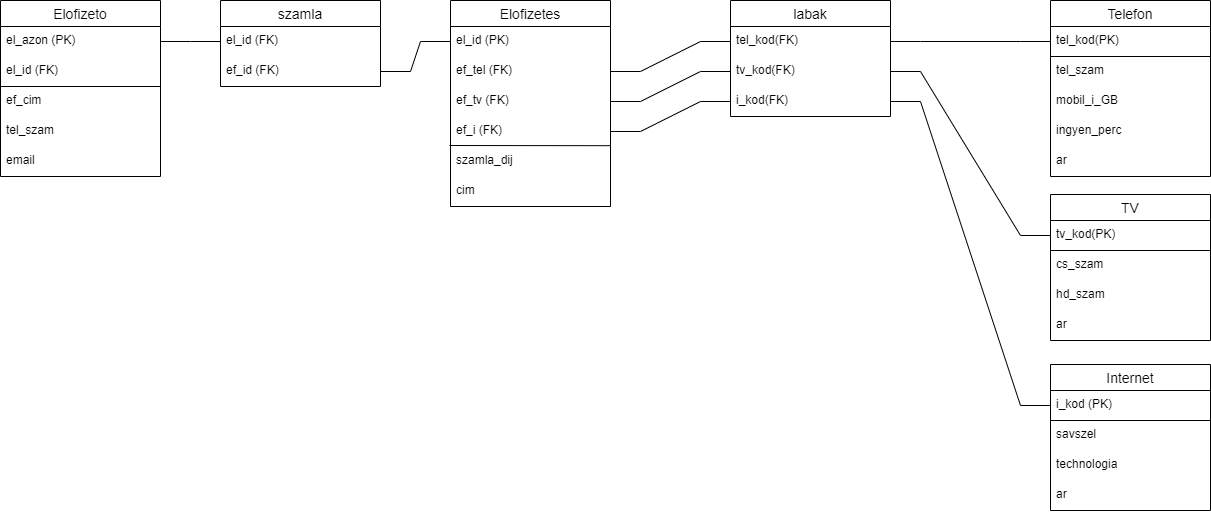 Elofizeto
el_azon (PK)
el_id (FK)
ef_cim
tel_szam
email
szamla
el_id (FK)
ef_id (FK)
Elofizetes
el_id (PK)
ef_tel (FK)
ef_tv (FK)
ef_i (FK)
szamla_dij
cim
labak
tel_kod(FK)
tv_kod(FK)
i_kod(FK)
Telefon
tel_kod(PK)
tel_szam
mobil_i_GB
ingyen_perc
ar
TV
tv_kod(PK)
cs_szam
hd_szam
ar
Internet
i_kod (PK)
savszel
technologia
ar